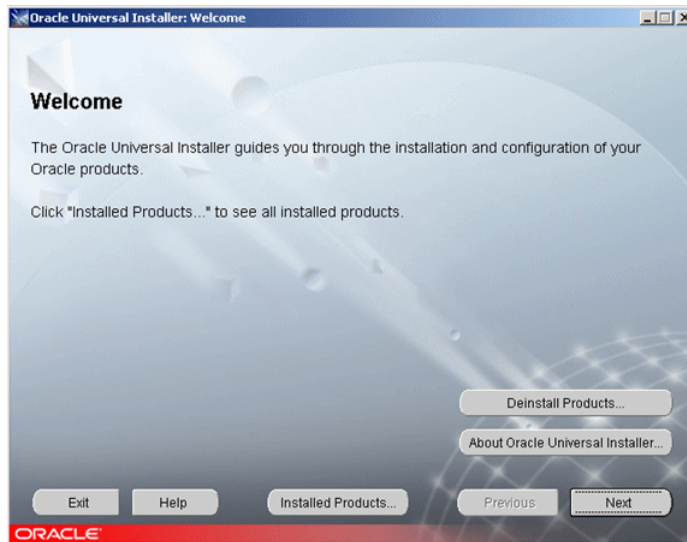 Oracle Universal Installer: Welcome
Welcome
The Oracle Universal Installer guides you through the installation and configuration of your
Oracle products.
Click "Installed Products..." to see all installed products.
Deinstall Products...
About Oracle Universal Installer...
Exit Help Installed Products... Previous Next
ORACLE